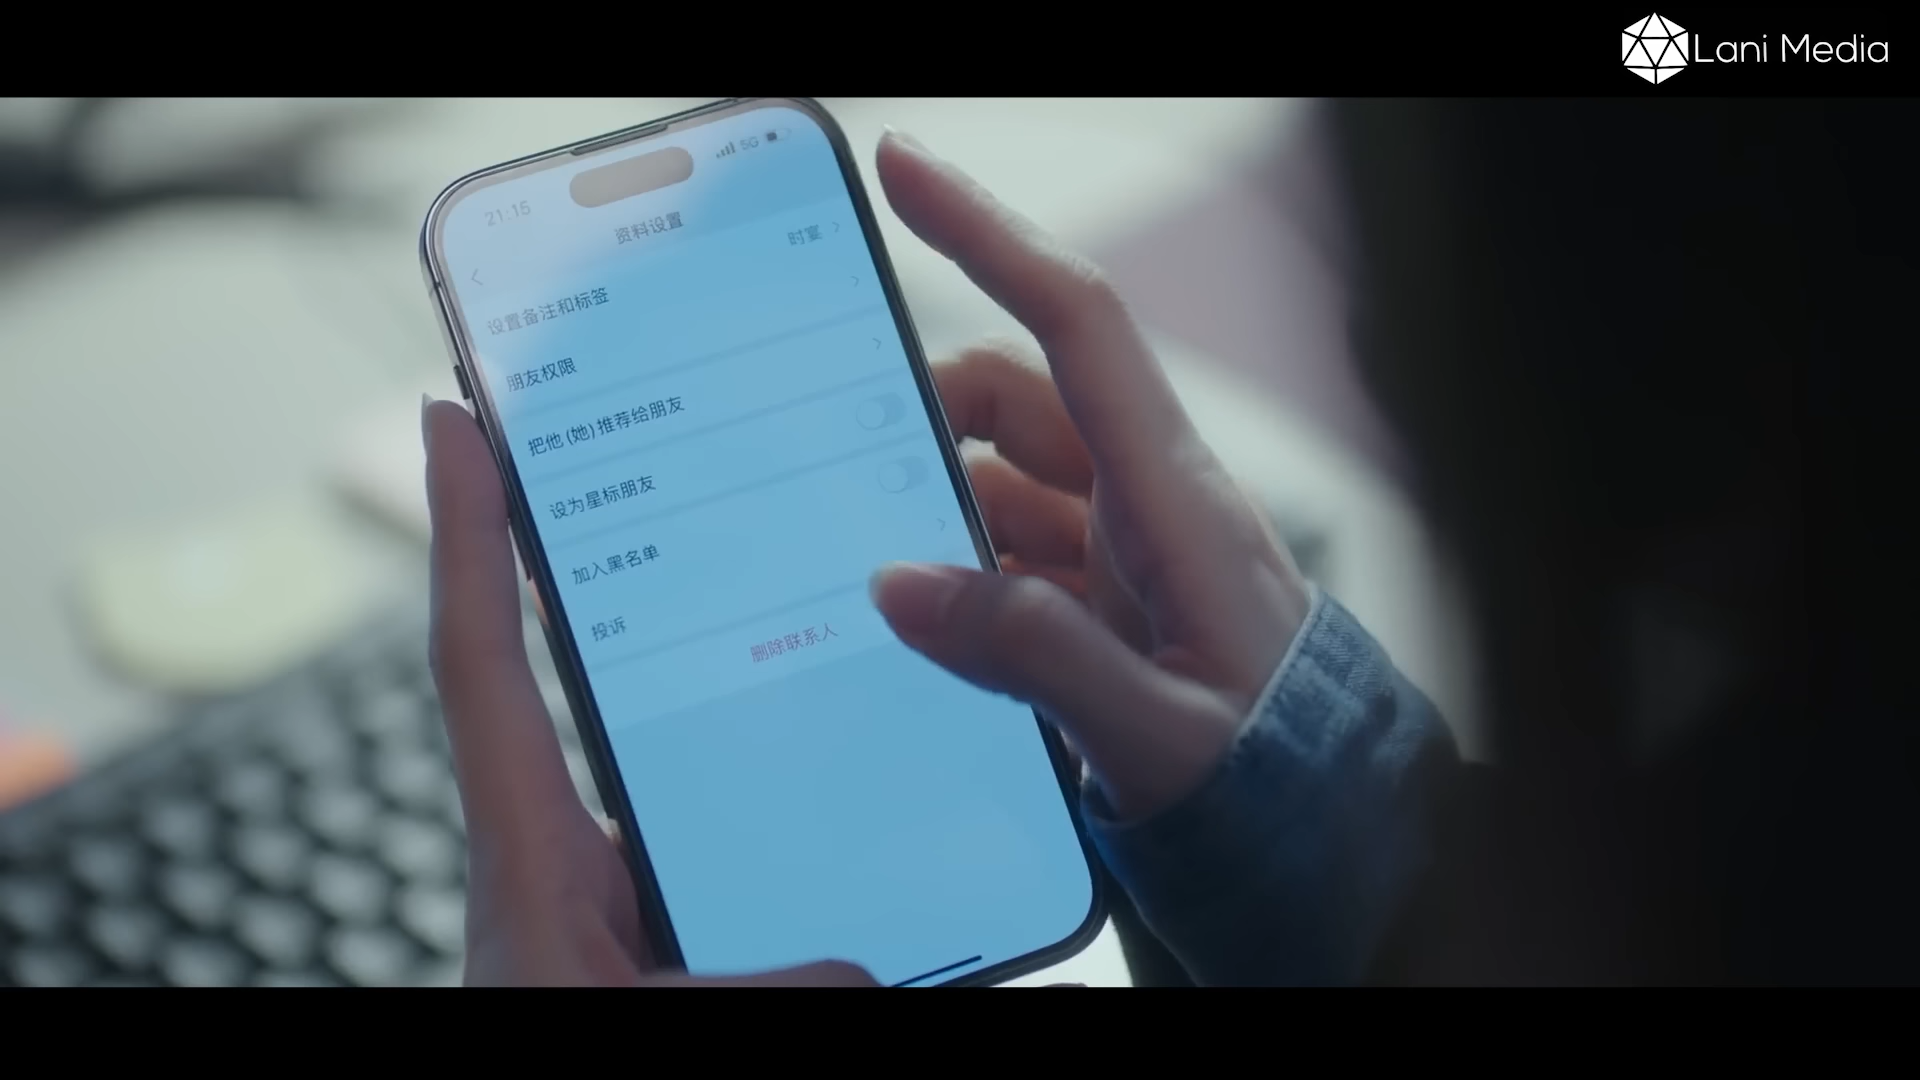 Lani Media
21:15
5G
资料设置
设置备注和标签
时宴
朋友权限
把他(她)推荐给朋友
设为星标朋友
加入黑名单
投诉
删除联系人